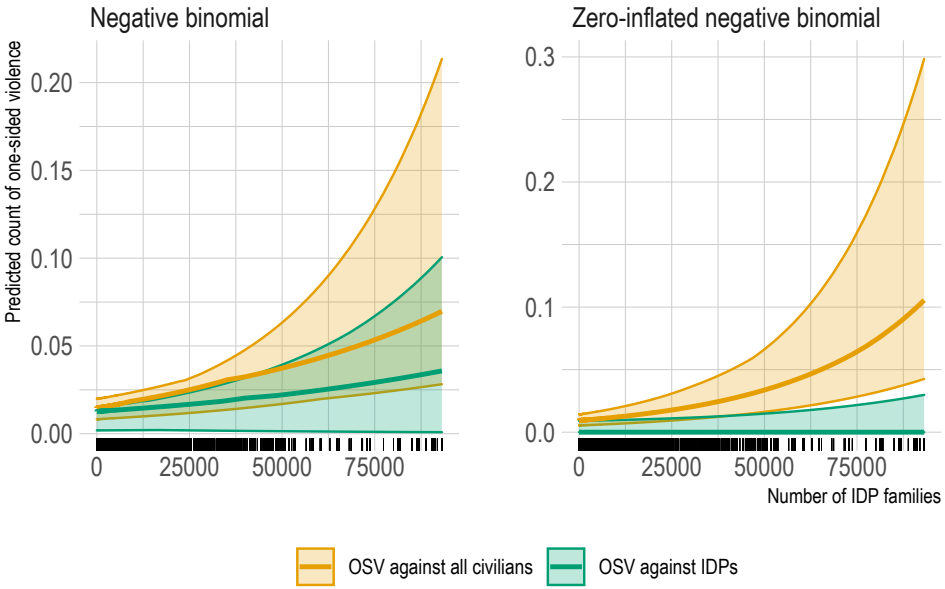 Negative binomial
Zero-inflated negative binomial
Predicted count of one-sided violence
0.20
0.15
0.10
0.05
0.00
0 25000 50000 75000
0.3
0.2
0.1
0.0
0 25000 50000 75000
Number of IDP families
OSV against all civilians
OSV against IDPs